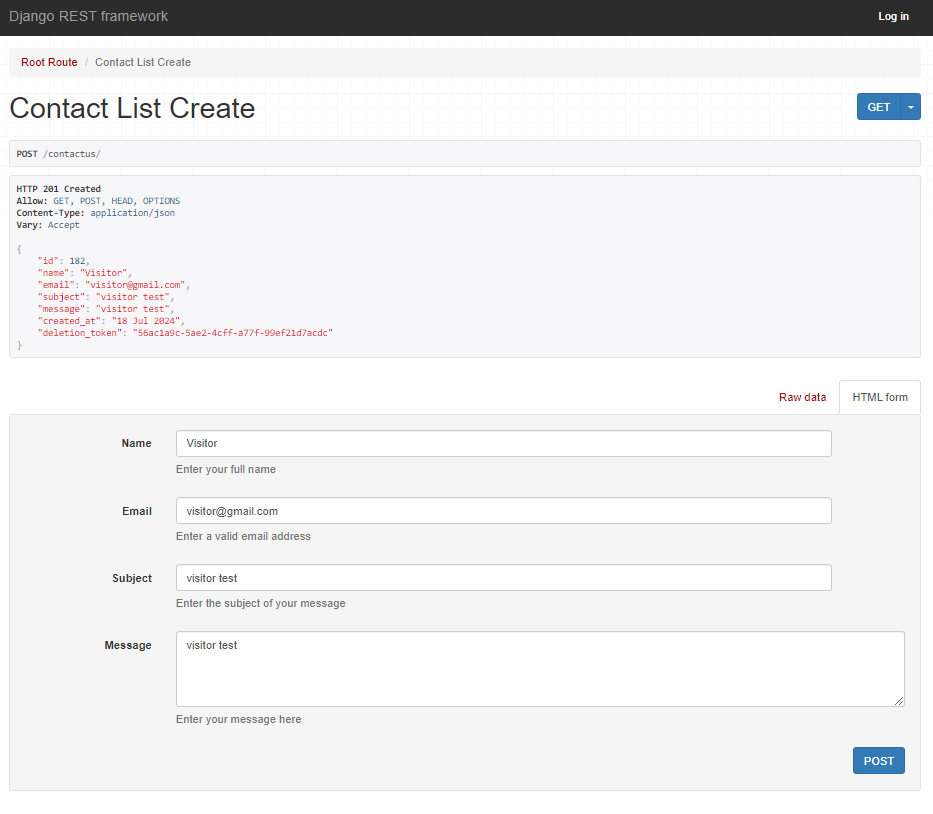 Django REST framework
Log in
Root Route / Contact List Create
Contact List Create
GET
POST /contactus/
HTTP 201 Created
Allow: GET, POST, HEAD, OPTIONS
Content-Type: application/json
Vary: Accept
{
"id": 182,
"name": "Visitor",
"email": "visitor@gmail.com",
"subject": "visitor test",
"message": "visitor test",
"created_at": "18 Jul 2024",
"deletion_token": "56ac1a9c-5ae2-4cff-a77f-99ef21d7acdc"
}
Raw data
HTML form
Name
Visitor
Enter your full name
Email
visitor@gmail.com
Enter a valid email address
Subject
visitor test
Enter the subject of your message
Message
visitor test
Enter your message here
POST